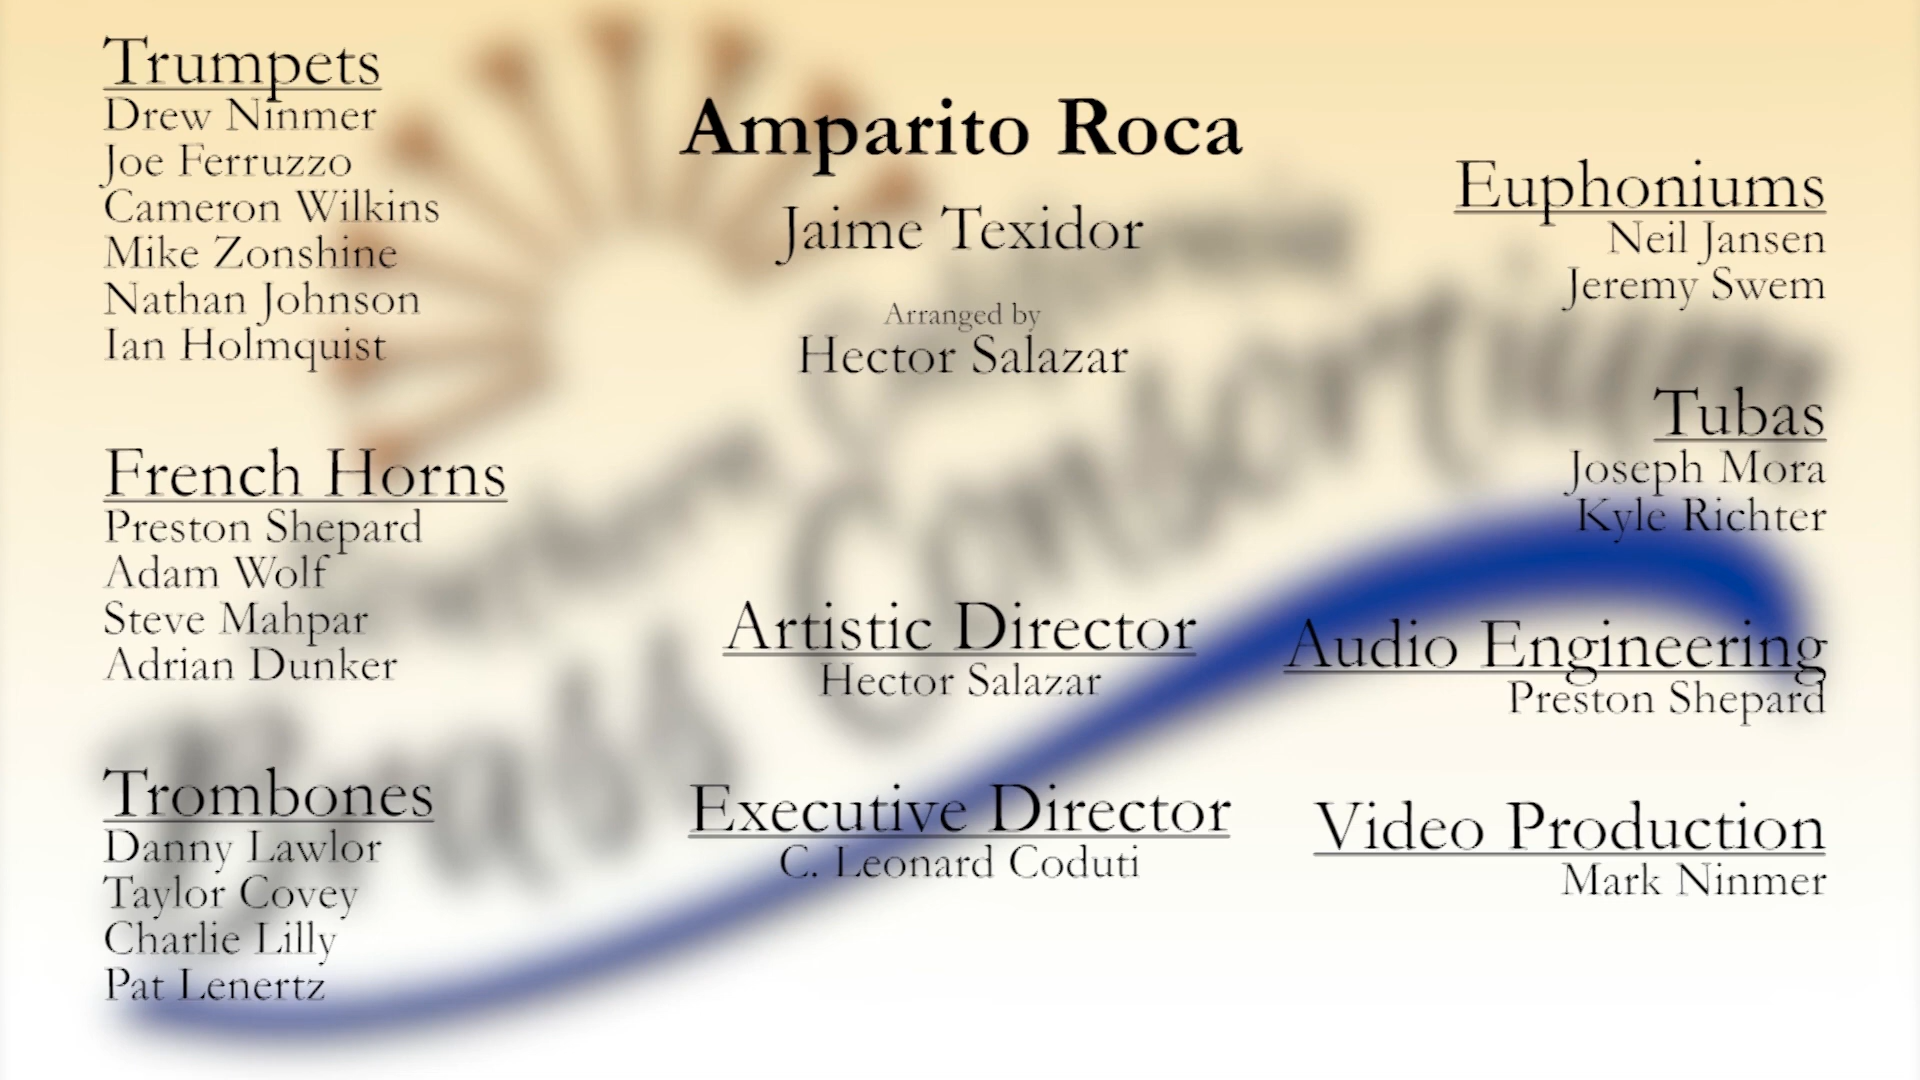 Trumpets
Drew Ninmer
Joe Ferruzzo
Cameron Wilkins
Mike Zonshine
Nathan Johnson
Ian Holmquist
French Horns
Preston Shepard
Adam Wolf
Steve Mahpar
Adrian Dunker
Trombones
Danny Lawlor
Taylor Covey
Charlie Lilly
Pat Lenertz
Amparito Roca
Jaime Texidor
Arranged by
Hector Salazar
Artistic Director
Hector Salazar
Executive Director
C. Leonard Coduti
Euphoniums
Neil Jansen
Jeremy Swem
Tubas
Joseph Mora
Kyle Richter
Audio Engineering
Preston Shepard
Video Production
Mark Ninmer
Brass Consortium